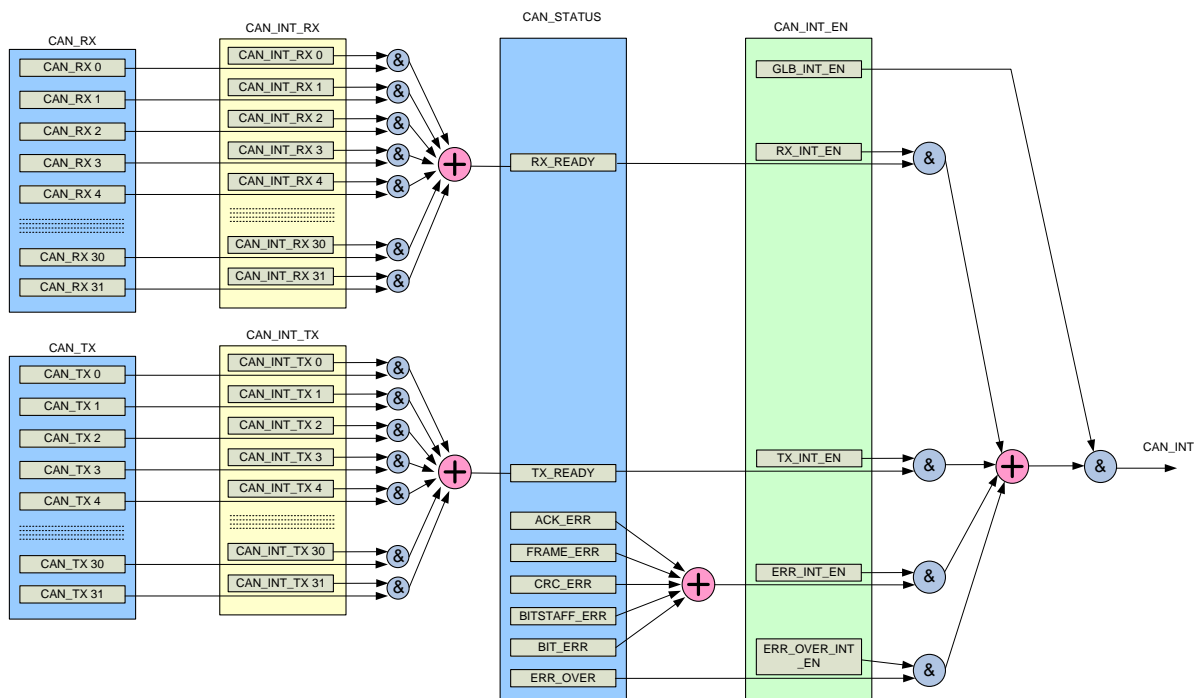 CAN_RX
CAN_RX 0
CAN_RX 1
CAN_RX 2
CAN_RX 3
CAN_RX 4
CAN_RX 30
CAN_RX 31
CAN_INT_RX
CAN_INT_RX 0
CAN_INT_RX 1
CAN_INT_RX 2
CAN_INT_RX 3
CAN_INT_RX 4
CAN_INT_RX 30
CAN_INT_RX 31
&
&
&
&
&
&
&
+
CAN_TX
CAN_TX 0
CAN_TX 1
CAN_TX 2
CAN_TX 3
CAN_TX 4
CAN_TX 30
CAN_TX 31
CAN_INT_TX
CAN_INT_TX 0
CAN_INT_TX 1
CAN_INT_TX 2
CAN_INT_TX 3
CAN_INT_TX 4
CAN_INT_TX 30
CAN_INT_TX 31
&
&
&
&
&
&
&
+
CAN_STATUS
RX_READY
TX_READY
ACK_ERR
FRAME_ERR
CRC_ERR
BITSTAFF_ERR
BIT_ERR
ERR_OVER
+
CAN_INT_EN
GLB_INT_EN
RX_INT_EN
TX_INT_EN
ERR_INT_EN
ERR_OVER_INT
_EN
&
&
&
&
+
&
CAN_INT